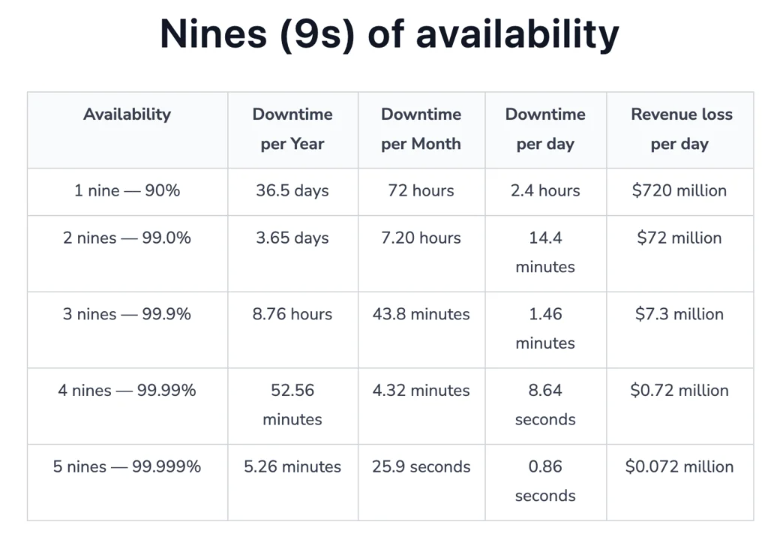 Nines (9s) of availability
Availability | Downtime per Year | Downtime per Month | Downtime per day | Revenue loss per day
1 nine — 90% | 36.5 days | 72 hours | 2.4 hours | $720 million
2 nines — 99.0% | 3.65 days | 7.20 hours | 14.4 minutes | $72 million
3 nines — 99.9% | 8.76 hours | 43.8 minutes | 1.46 minutes | $7.3 million
4 nines — 99.99% | 52.56 minutes | 4.32 minutes | 8.64 seconds | $0.72 million
5 nines — 99.999% | 5.26 minutes | 25.9 seconds | 0.86 seconds | $0.072 million